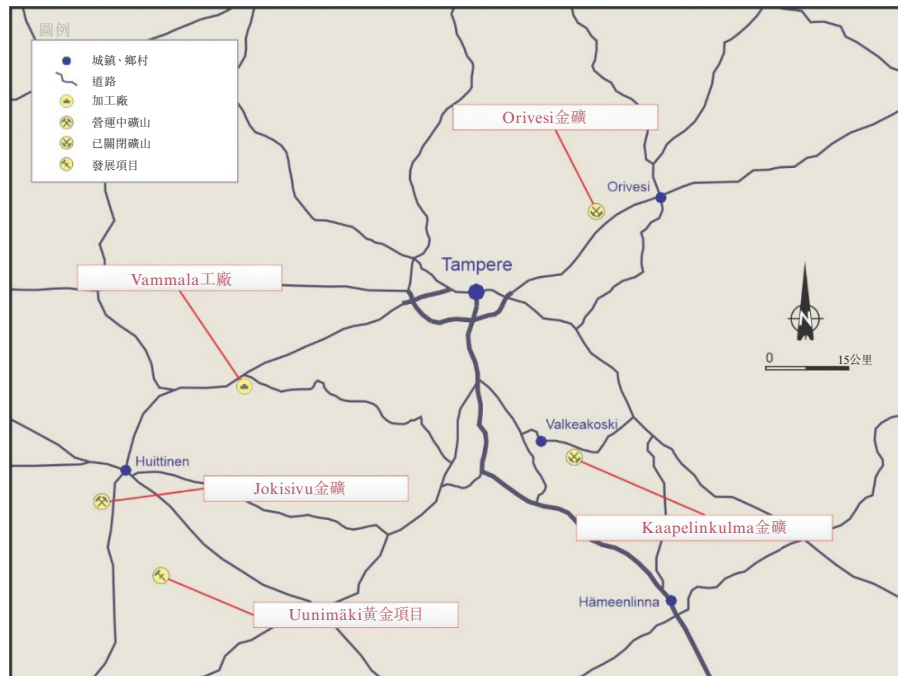 圖例
城鎮、鄉村
道路
加工廠
營運中礦山
已關閉礦山
發展項目
Orivesi金礦
Orivesi
Tampere
Vammala工廠
N
0 15公里
Valkeakoski
Huittinen
Jokisivu金礦
Kaapelinkulma金礦
Hämeenlinna
Uunimäki黃金項目